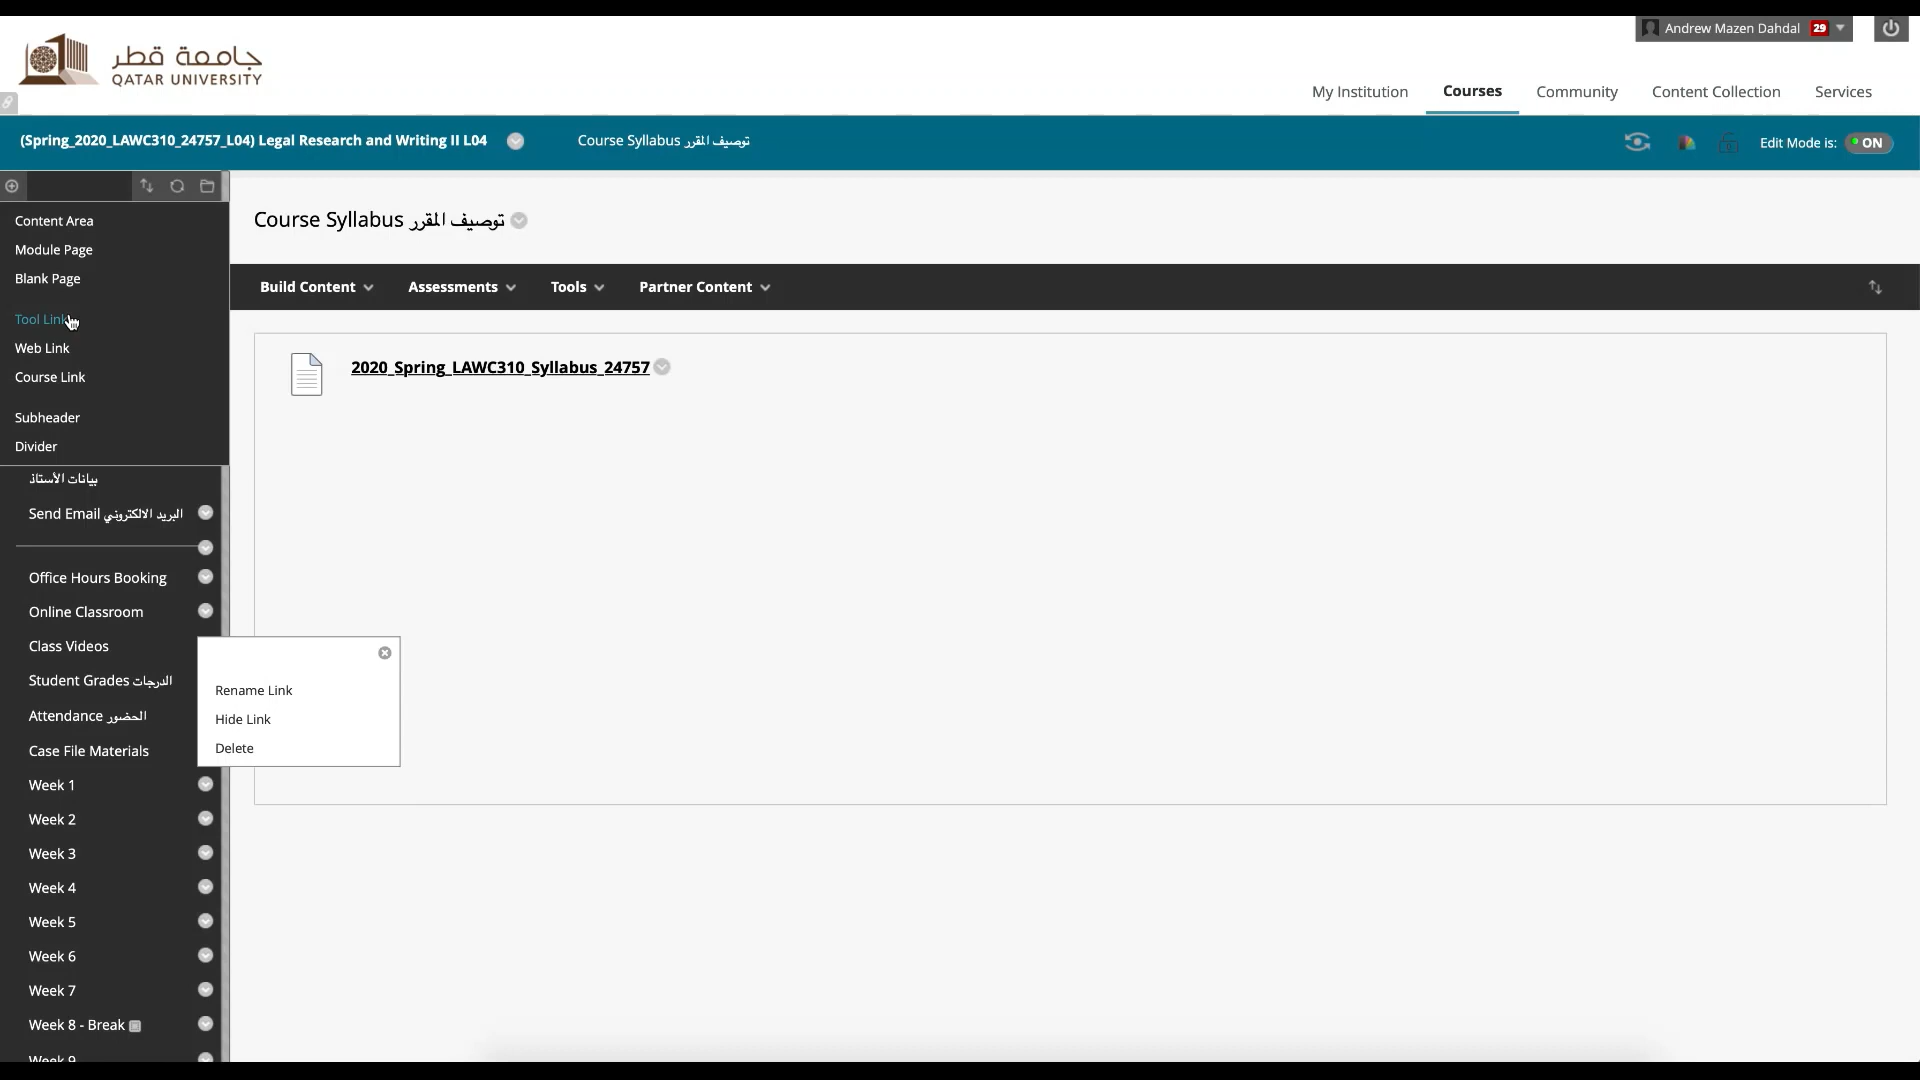 Andrew Mazen Dahdal 29
جامعة قطر
QATAR UNIVERSITY
My Institution Courses Community Content Collection Services
(Spring_2020_LAWC310_24757_L04) Legal Research and Writing II L04 Course Syllabus توصيف المقرر Edit Mode is: ON
Content Area
Module Page
Blank Page
Tool Link
Web Link
Course Link
Subheader
Divider
بيانات الأستاذ
Send Email البريد الالكتروني
Office Hours Booking
Online Classroom
Class Videos
Student Grades الدرجات
Attendance الحضور
Case File Materials
Week 1
Week 2
Week 3
Week 4
Week 5
Week 6
Week 7
Week 8 - Break
Week 9
Rename Link
Hide Link
Delete
Course Syllabus توصيف المقرر
Build Content Assessments Tools Partner Content
2020_Spring_LAWC310_Syllabus_24757